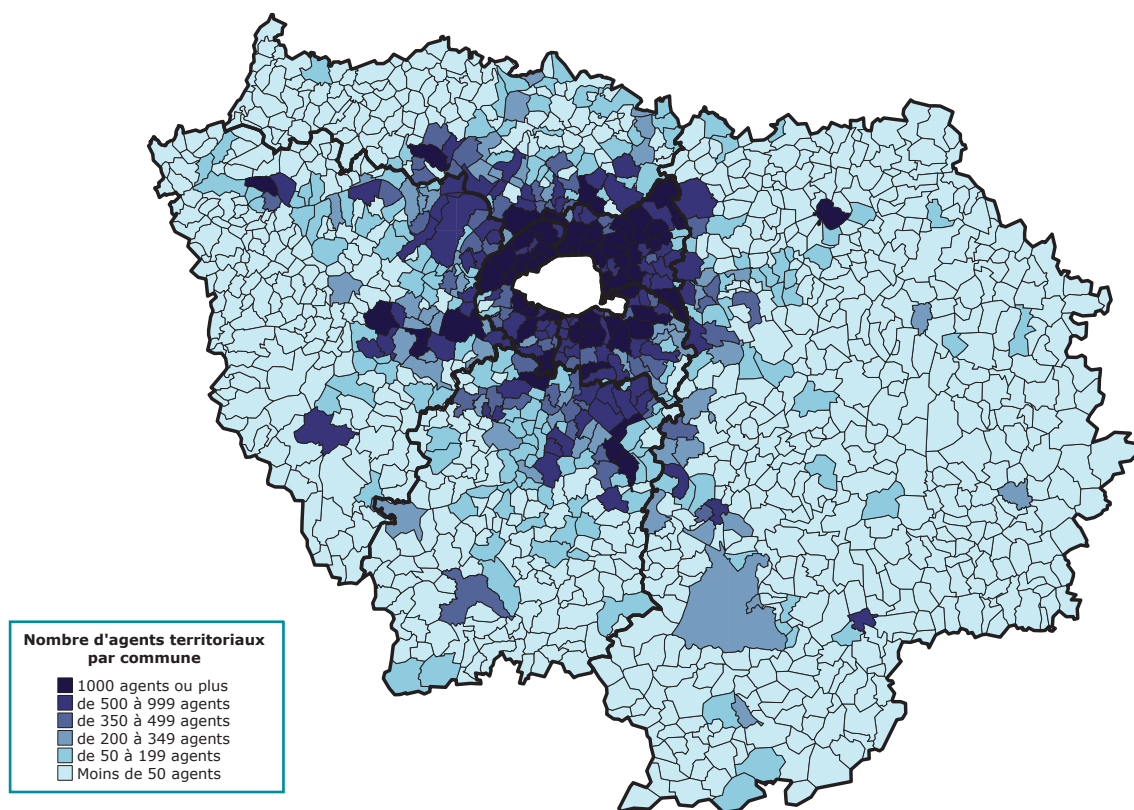 Nombre d'agents territoriaux
par commune
1000 agents ou plus
de 500 à 999 agents
de 350 à 499 agents
de 200 à 349 agents
de 50 à 199 agents
Moins de 50 agents